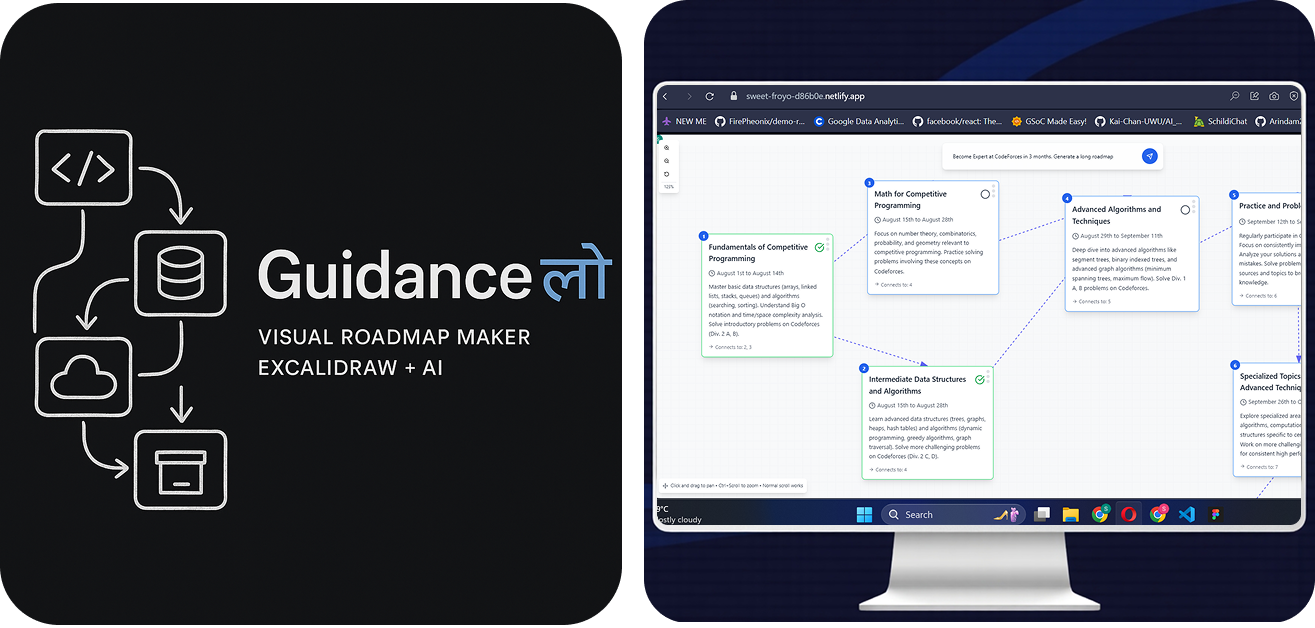 </>
Guidance लो
VISUAL ROADMAP MAKER
EXCALIDRAW + AI
sweet-froyo-d86b0e.netlify.app
NEW ME
FirePheonix/demo-r...
Google Data Analyti...
facebook/react: The...
GSoC Made Easy!
Kai-Chan-UWU/AI_...
SchildiChat
Arindam2
122%
Become Expert at CodeForces in 3 months. Generate a long roadmap
1
Fundamentals of Competitive
Programming
August 1st to August 14th
Master basic data structures (arrays, linked
lists, stacks, queues) and algorithms
(searching, sorting). Understand Big O
notation and time/space complexity analysis.
Solve introductory problems on Codeforces
(Div. 2 A, B).
→ Connects to: 2, 3
3
Math for Competitive
Programming
August 15th to August 28th
Focus on number theory, combinatorics,
probability, and geometry relevant to
competitive programming. Practice solving
problems involving these concepts on
Codeforces.
→ Connects to: 4
2
Intermediate Data Structures
and Algorithms
August 15th to August 28th
Learn advanced data structures (trees, graphs,
heaps, hash tables) and algorithms (dynamic
programming, greedy algorithms, graph
traversal). Solve more challenging problems
on Codeforces (Div. 2 C, D).
→ Connects to: 4
4
Advanced Algorithms and
Techniques
August 29th to September 11th
Deep dive into advanced algorithms like
segment trees, binary indexed trees, and
advanced graph algorithms (minimum
spanning trees, maximum flow). Solve Div. 1
A, B problems on Codeforces.
→ Connects to: 5
5
Practice and Probl
September 12th to Se
Regularly participate in C
Focus on consistently im
Analyze your solutions a
mistakes. Solve problem
sources and topics to br
knowledge.
→ Connects to: 6
6
Specialized Topics
Advanced Techniq
September 26th to O
Explore specialized area
algorithms, computation
structures specific to cer
Work on more challengi
for consistent high perfo
→ Connects to: 7
Click and drag to pan • Ctrl+Scroll to zoom • Normal scroll works
9°C
ostly cloudy
Search